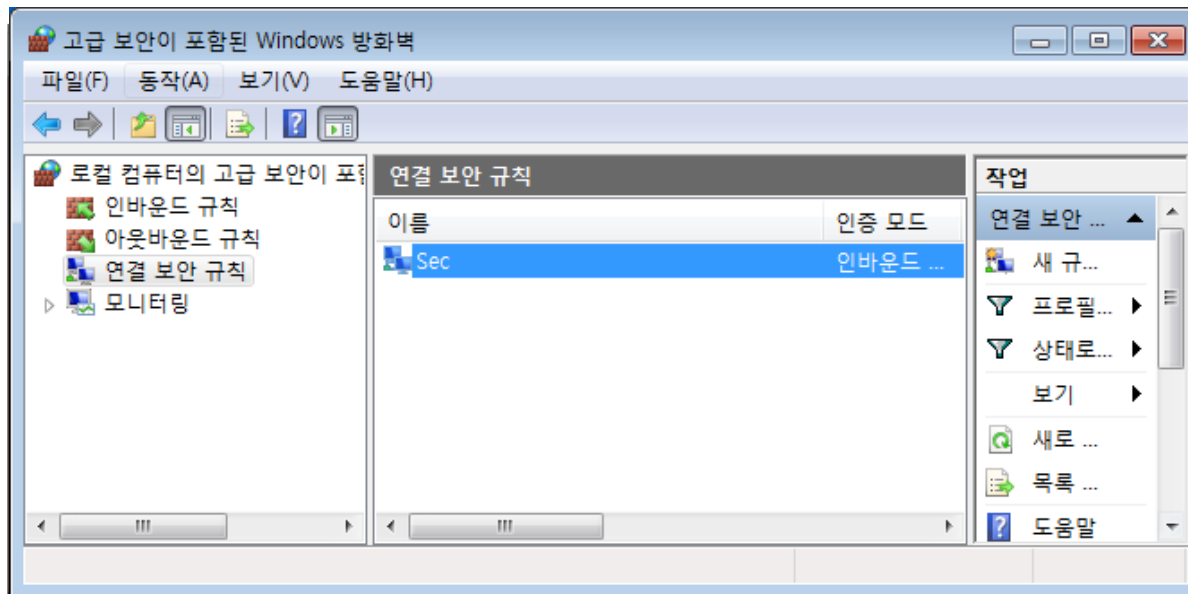 고급 보안이 포함된 Windows 방화벽
파일(F) 동작(A) 보기(V) 도움말(H)
로컬 컴퓨터의 고급 보안이 포
인바운드 규칙
아웃바운드 규칙
연결 보안 규칙
모니터링
연결 보안 규칙
이름 인증 모드
Sec 인바운드 ...
작업
연결 보안 ...
새 규...
프로필...
상태로...
보기
새로 ...
목록 ...
도움말